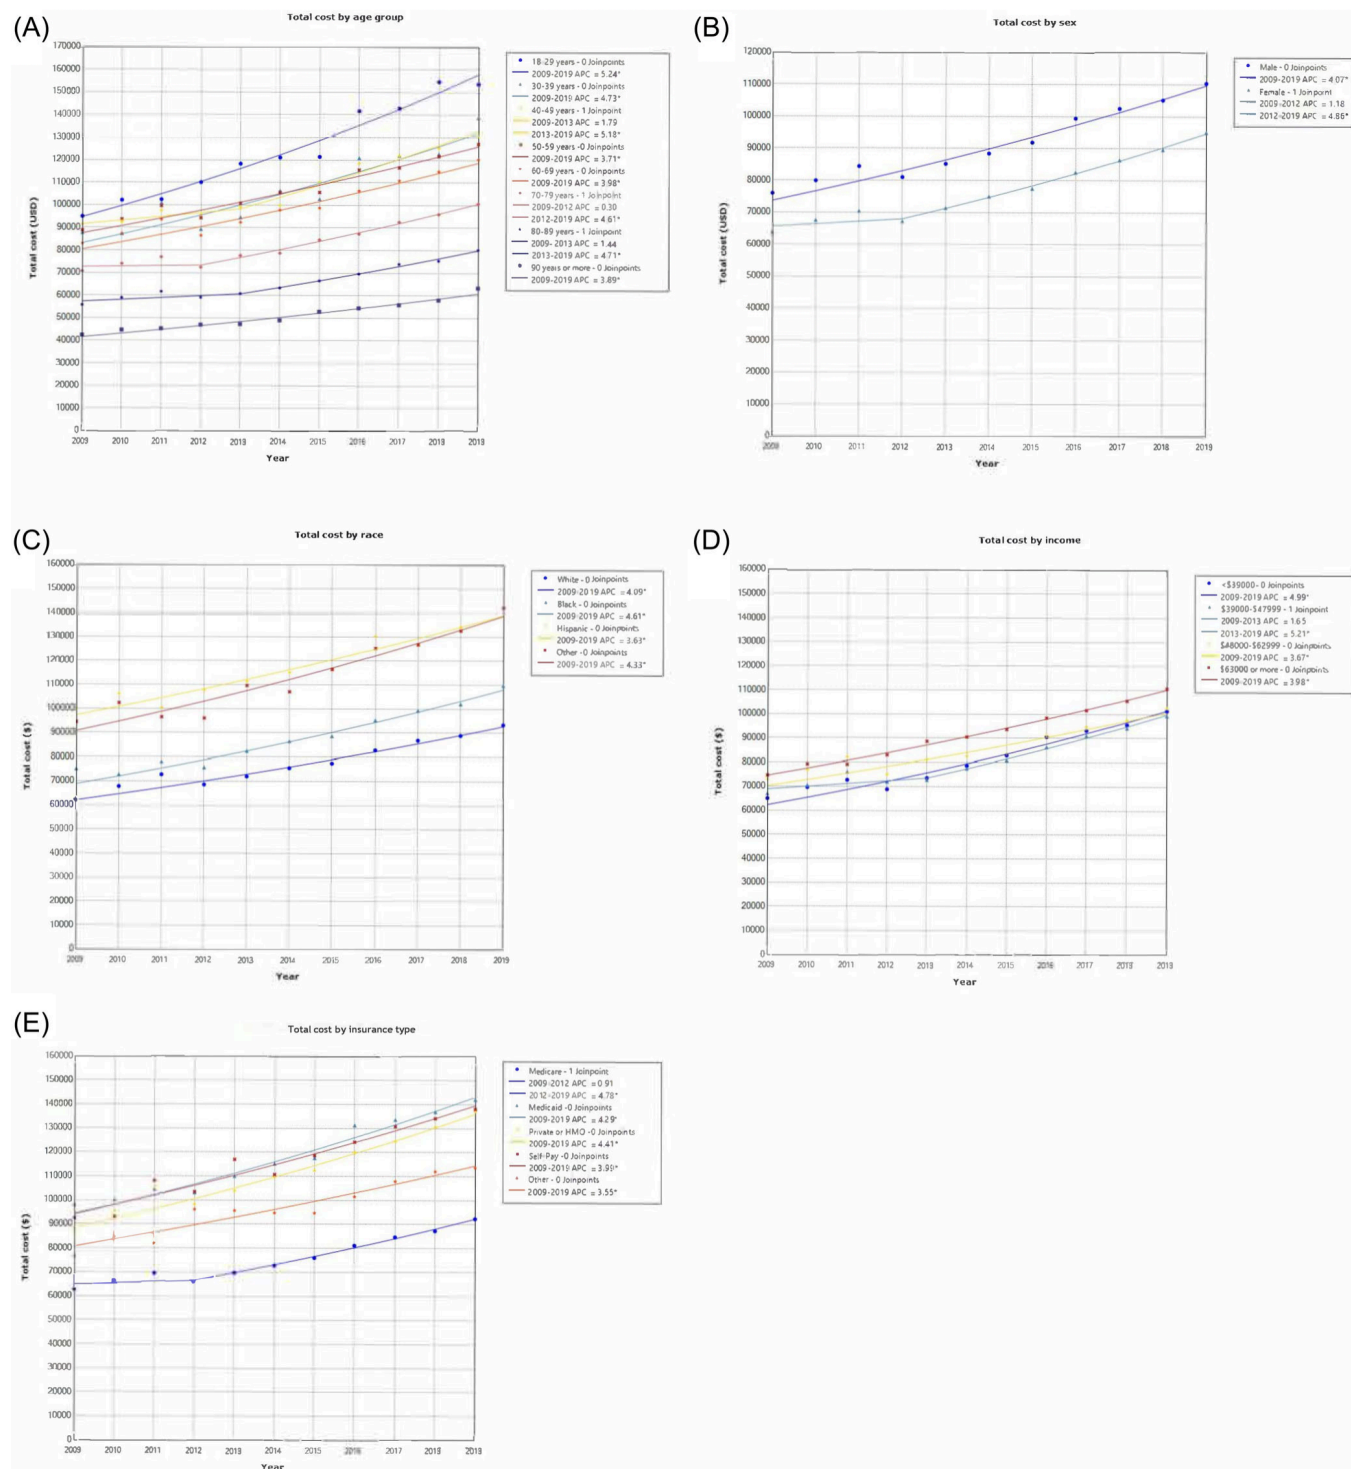 (A)
Total cost by age group
170000
160000
150000
140000
130000
120000
110000
100000
90000
80000
70000
60000
50000
40000
30000
20000
10000
0
Total cost (USD)
2009 2010 2011 2012 2013 2014 2015 2016 2017
Year
18-29 years - 0 Joinpoints
2009-2019 APC = 5.24*
30-39 years - 0 Joinpoints
2009-2019 APC = 4.73*
40-49 years - 1 Joinpoint
2009-2013 APC = 1.79
2013-2019 APC = 5.18*
50-59 years -0 Joinpoints
2009-2019 APC = 3.71*
60-69 years - 0 Joinpoints
2009-2019 APC = 3.98*
70-79 years - 1 Joinpoint
2009-2012 APC = 0.30
2012-2019 APC = 4.61*
80-89 years - 1 Joinpoint
2009- 2013 APC = 1.44
2013-2019 APC = 4.71*
90 years or more - 0 Joinpoints
2009-2019 APC = 3.89*
(B)
Total cost by sex
120000
110000
100000
90000
80000
70000
60000
50000
40000
30000
20000
10000
0
Total cost (USD)
2009 2010 2011 2012 2013 2014 2015 2016 2017 2018 2019
Year
Male - 0 Joinpoints
2009-2019 APC = 4.07*
Female - 1 Joinpoint
2009-2012 APC = 1.18
2012-2019 APC = 4.86*
(C)
Total cost by race
160000
150000
140000
130000
120000
110000
100000
90000
80000
70000
60000
50000
40000
30000
20000
10000
0
Total cost ($)
2009 2010 2011 2012 2013 2014 2015 2016 2017 2018 2019
Year
White - 0 Joinpoints
2009-2019 APC = 4.09*
Black - 0 Joinpoints
2009-2019 APC = 4.61*
Hispanic - 0 Joinpoints
2009-2019 APC = 3.63*
Other -0 Joinpoints
2009-2019 APC = 4.33*
(D)
Total cost by income
160000
150000
140000
130000
120000
110000
100000
90000
80000
70000
60000
50000
40000
30000
20000
10000
0
Total cost ($)
2009 2010 2011 2012 2013 2014 2015 2016 2017
Year
<$39000- 0 Joinpoints
2009-2019 APC = 4.99*
$39000-$47999 - 1 Joinpoint
2009-2013 APC = 1.65
2013-2019 APC = 5.21*
$48000-$62999 - 0 Joinpoints
2009-2019 APC = 3.67*
$63000 or more - 0 Joinpoints
2009-2019 APC = 3.98*
(E)
Total cost by insurance type
160000
150000
140000
130000
120000
110000
100000
90000
80000
70000
60000
50000
40000
30000
20000
10000
0
Total cost ($)
2009 2010 2011 2012 2013 2014 2015 2016 2017
Year
Medicare - 1 Joinpoint
2009-2012 APC = 0.91
2012-2019 APC = 4.78*
Medicaid -0 Joinpoints
2009-2019 APC = 4.29*
Private or HMO -0 Joinpoints
2009-2019 APC = 4.41*
Self-Pay -0 Joinpoints
2009-2019 APC = 3.99*
Other - 0 Joinpoints
2009-2019 APC = 3.55*